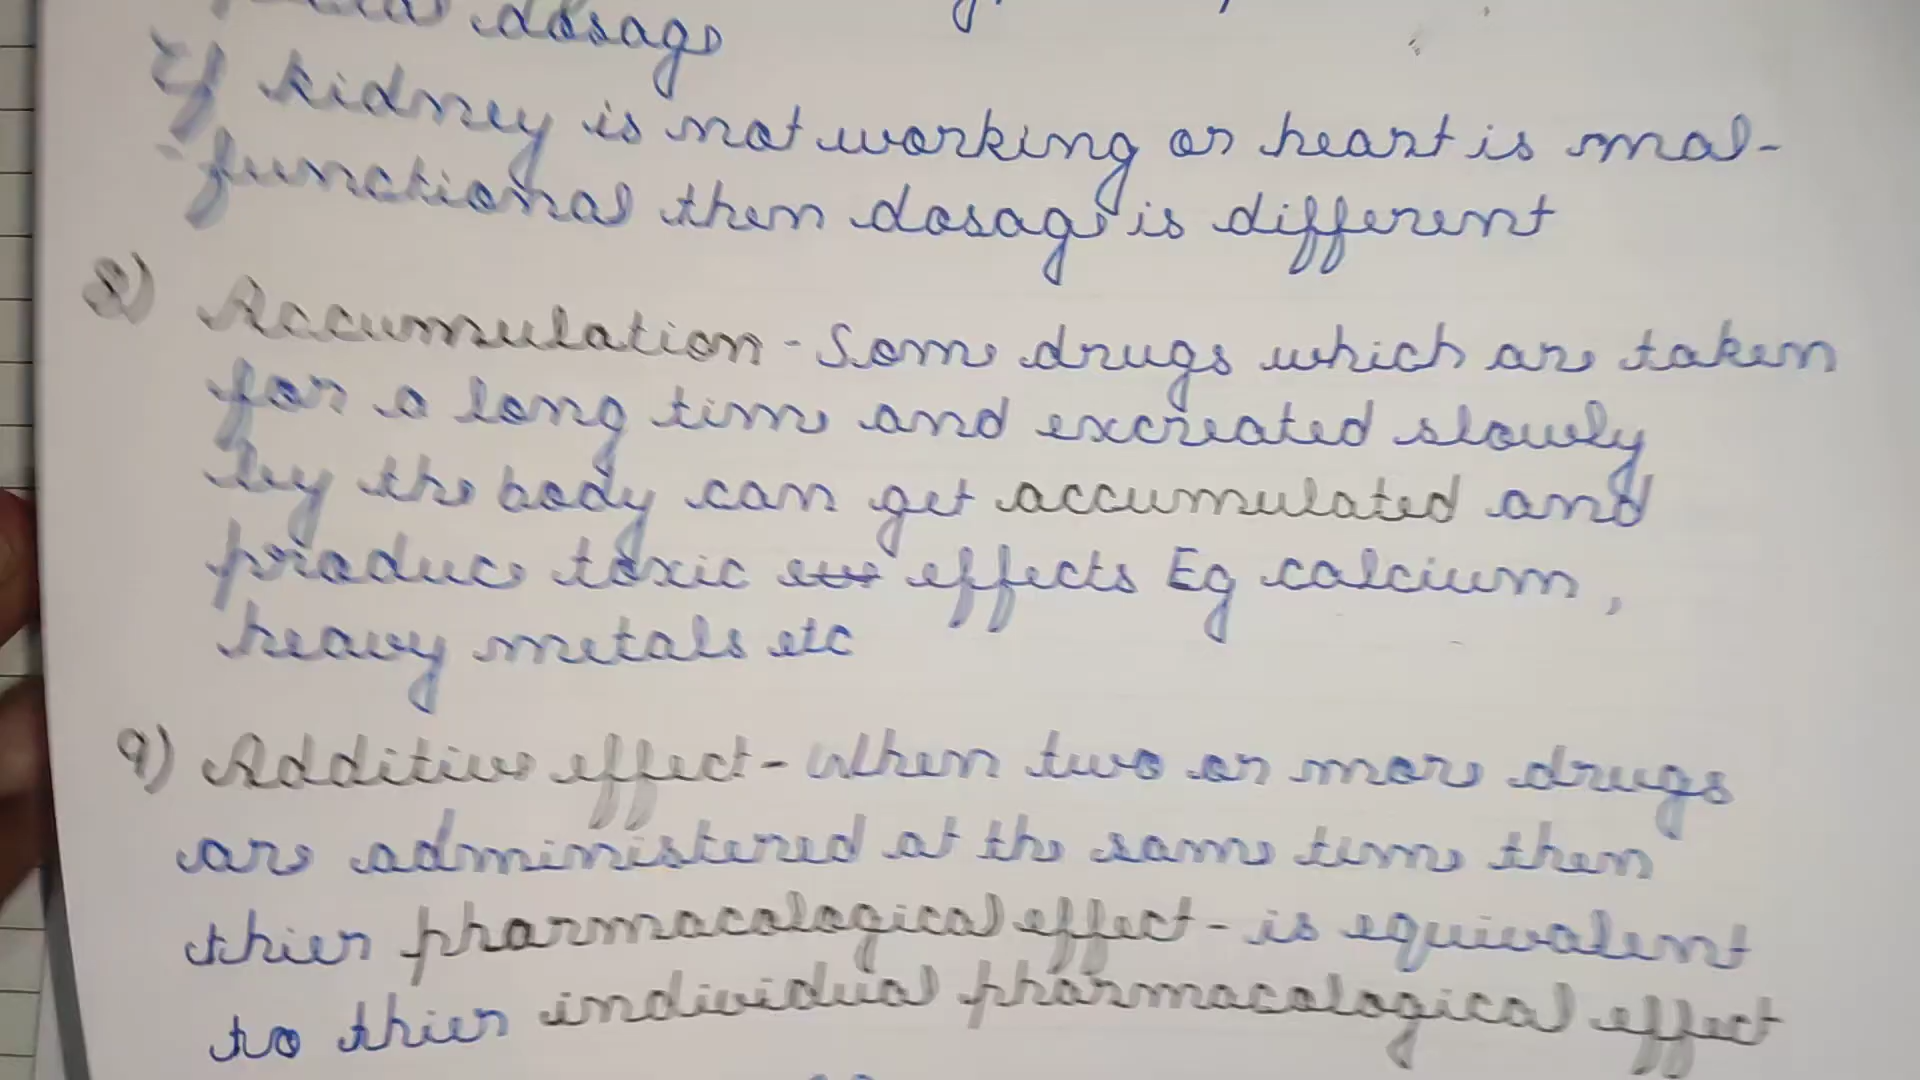 dosage
If kidney is not working or heart is mal-
-functional then dosage is different
8) Accumulation - Some drugs which are taken
for a long time and excreated slowly
by the body can get accumulated and
produce toxic effects Eg calcium,
heavy metals etc
9) Additive effect - When two or more drugs
are administered at the same time then
thier pharmacological effect - is equivalent
to thier individual pharmacological effect